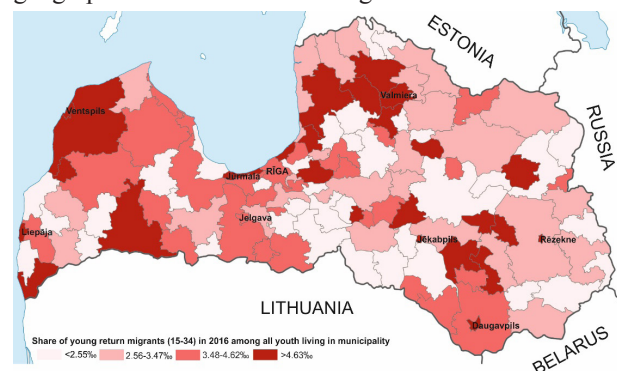 ESTONIA
Ventspils
Valmiera
RUSSIA
Jūrmala
RĪGA
Jelgava
Liepāja
Jēkabpils
Rēzekne
LITHUANIA
Daugavpils
BELARUS
Share of young return migrants (15-34) in 2016 among all youth living in municipality
<2.55‰ 2.56-3.47‰ 3.48-4.62‰ >4.63‰